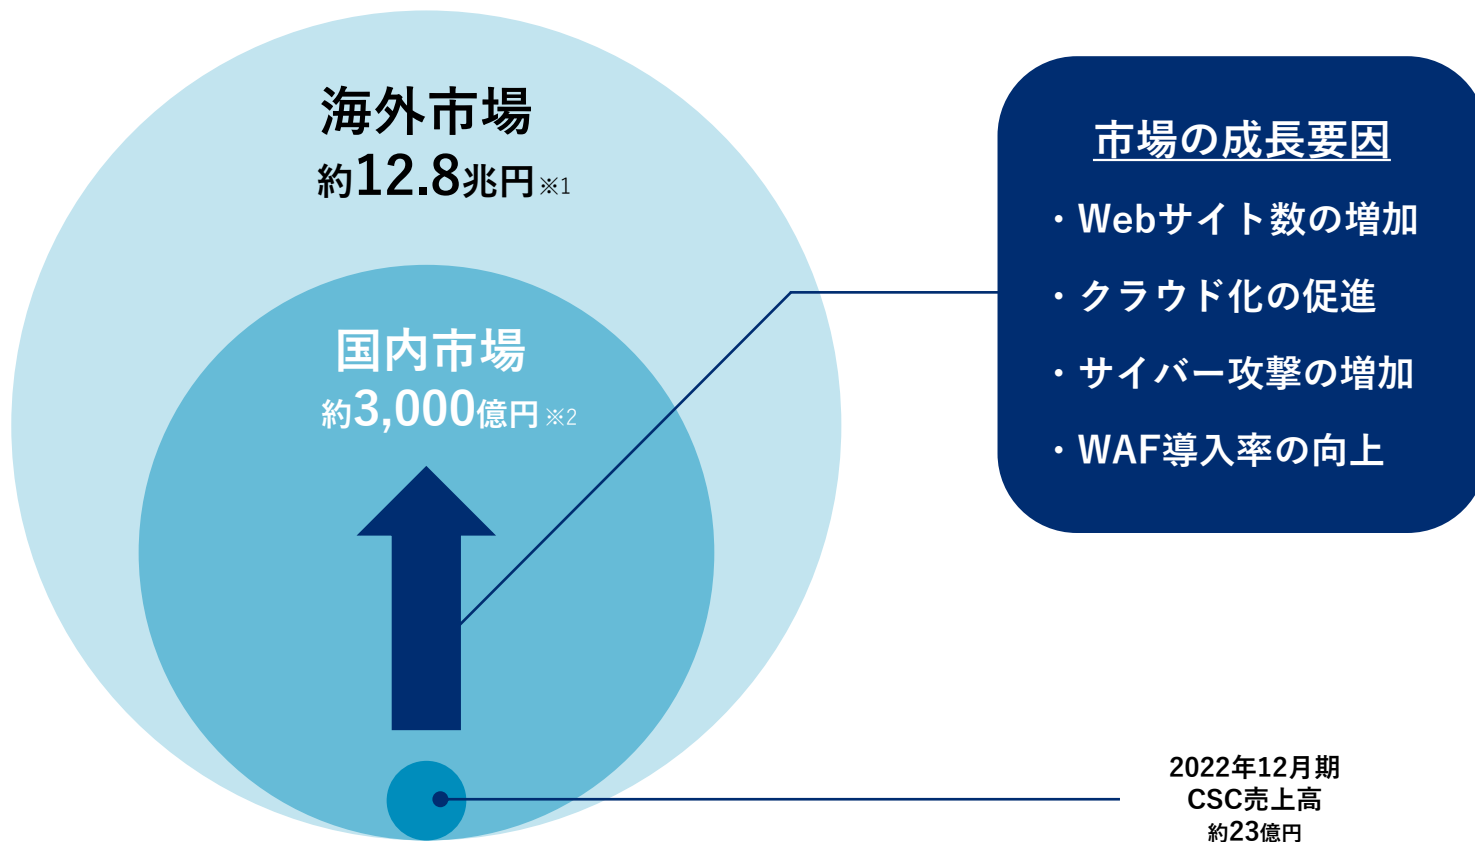 海外市場
約12.8兆円※1
国内市場
約3,000億円※2
市場の成長要因
・Webサイト数の増加
・クラウド化の促進
・サイバー攻撃の増加
・WAF導入率の向上
2022年12月期
CSC売上高
約23億円